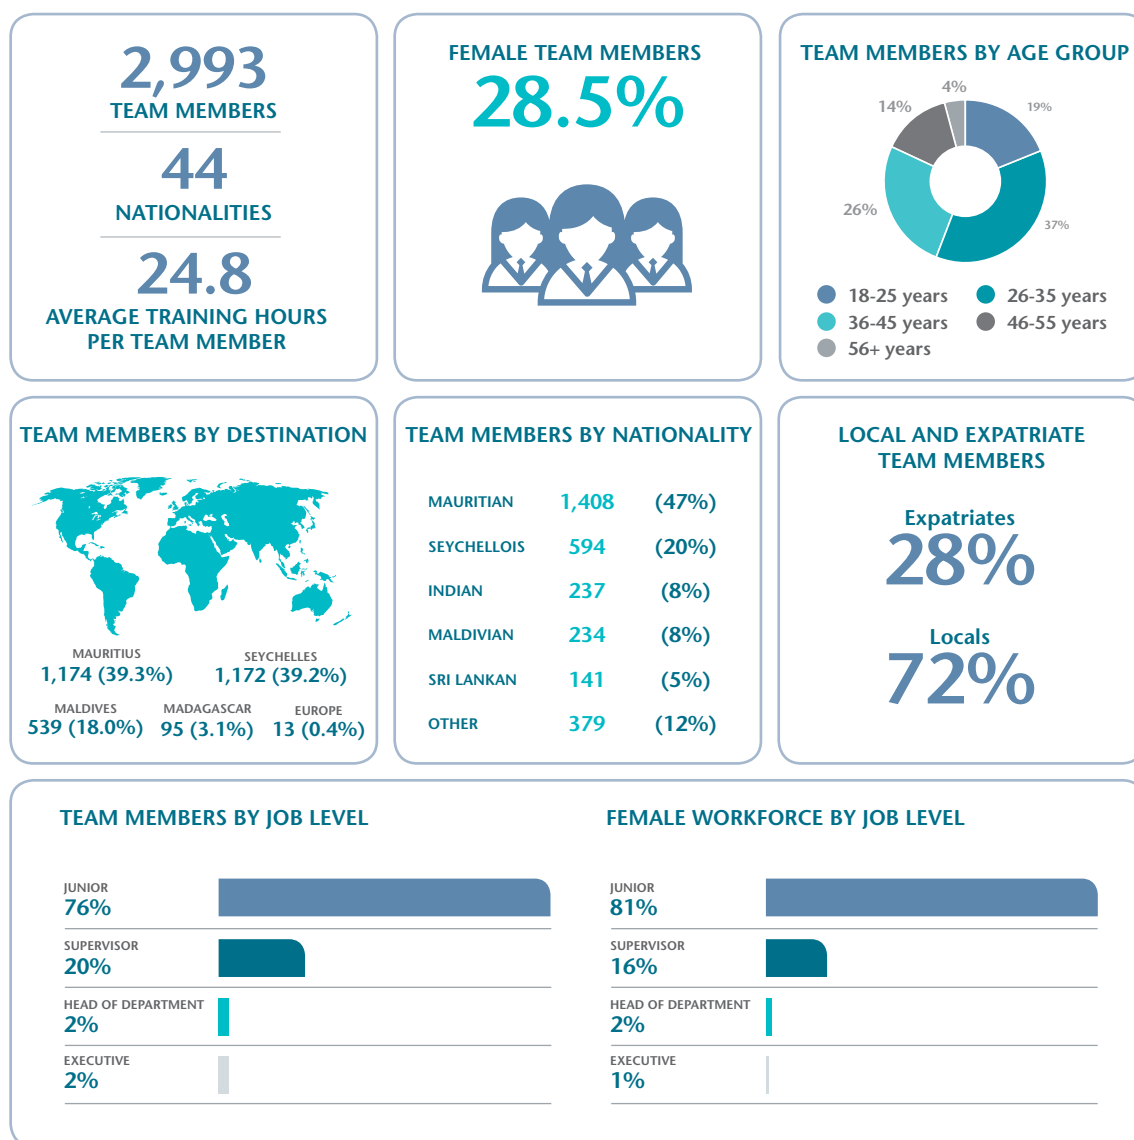 2,993
TEAM MEMBERS
44
NATIONALITIES
24.8
AVERAGE TRAINING HOURS
PER TEAM MEMBER
FEMALE TEAM MEMBERS
28.5%
TEAM MEMBERS BY AGE GROUP
4%
14%
19%
26%
37%
18-25 years
26-35 years
36-45 years
46-55 years
56+ years
TEAM MEMBERS BY DESTINATION
MAURITIUS
1,174 (39.3%)
SEYCHELLES
1,172 (39.2%)
MALDIVES
539 (18.0%)
MADAGASCAR
95 (3.1%)
EUROPE
13 (0.4%)
TEAM MEMBERS BY NATIONALITY
MAURITIAN 1,408 (47%)
SEYCHELLOIS 594 (20%)
INDIAN 237 (8%)
MALDIVIAN 234 (8%)
SRI LANKAN 141 (5%)
OTHER 379 (12%)
LOCAL AND EXPATRIATE
TEAM MEMBERS
Expatriates
28%
Locals
72%
TEAM MEMBERS BY JOB LEVEL
JUNIOR
76%
SUPERVISOR
20%
HEAD OF DEPARTMENT
2%
EXECUTIVE
2%
FEMALE WORKFORCE BY JOB LEVEL
JUNIOR
81%
SUPERVISOR
16%
HEAD OF DEPARTMENT
2%
EXECUTIVE
1%